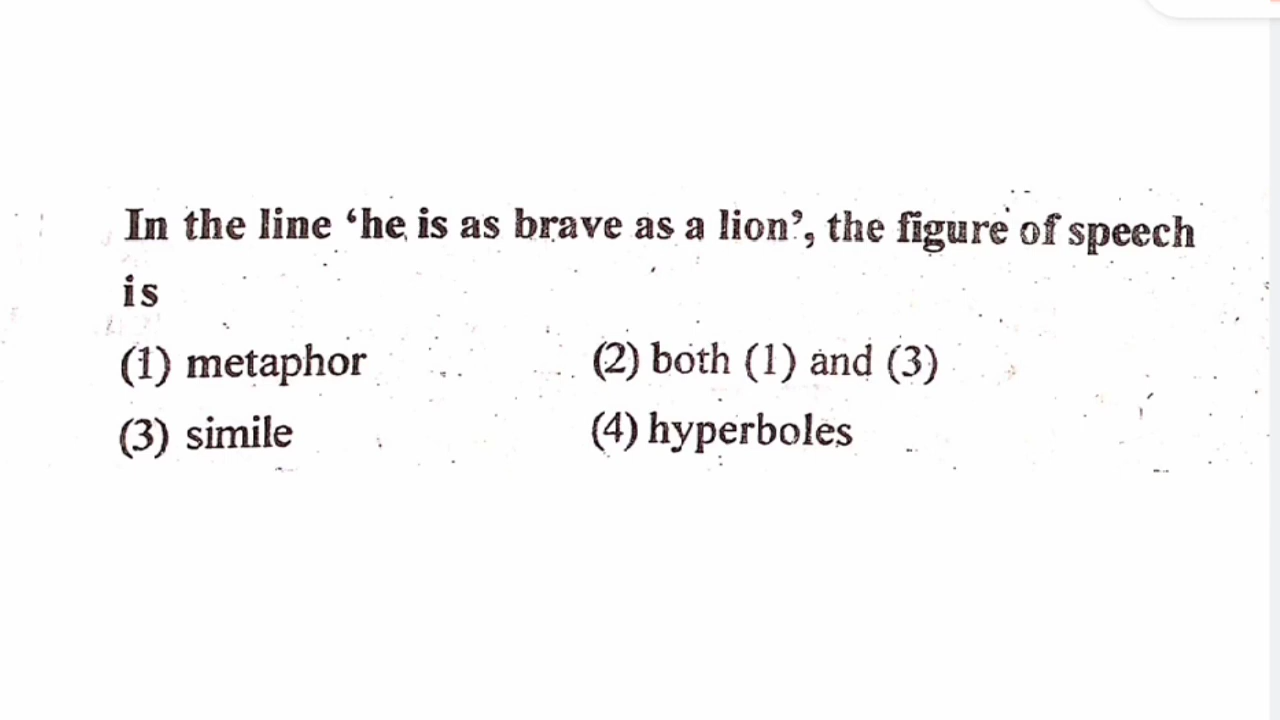 In the line ‘he is as brave as a lion’, the figure of speech
is
(1) metaphor (2) both (1) and (3)
(3) simile (4) hyperboles